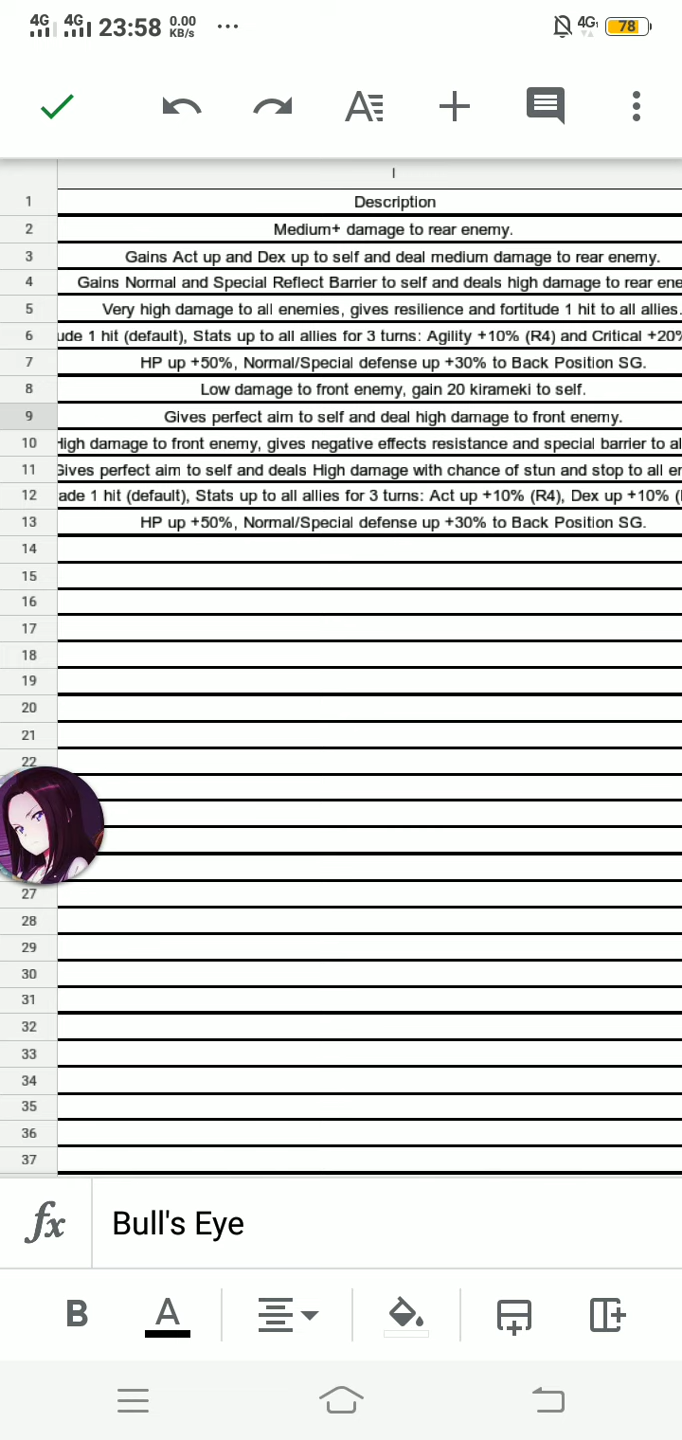 4G 4G 23:58 0.00 KB/s ... 4G 78
I
1 Description
2 Medium+ damage to rear enemy.
3 Gains Act up and Dex up to self and deal medium damage to rear enemy.
4 Gains Normal and Special Reflect Barrier to self and deals high damage to rear ene
5 Very high damage to all enemies, gives resilience and fortitude 1 hit to all allies.
6 ude 1 hit (default), Stats up to all allies for 3 turns: Agility +10% (R4) and Critical +20%
7 HP up +50%, Normal/Special defense up +30% to Back Position SG.
8 Low damage to front enemy, gain 20 kirameki to self.
9 Gives perfect aim to self and deal high damage to front enemy.
10 High damage to front enemy, gives negative effects resistance and special barrier to al
11 Gives perfect aim to self and deals High damage with chance of stun and stop to all en
12 ade 1 hit (default), Stats up to all allies for 3 turns: Act up +10% (R4), Dex up +10% (
13 HP up +50%, Normal/Special defense up +30% to Back Position SG.
14
15
16
17
18
19
20
21
22
27
28
29
30
31
32
33
34
35
36
37
fx Bull's Eye
B A